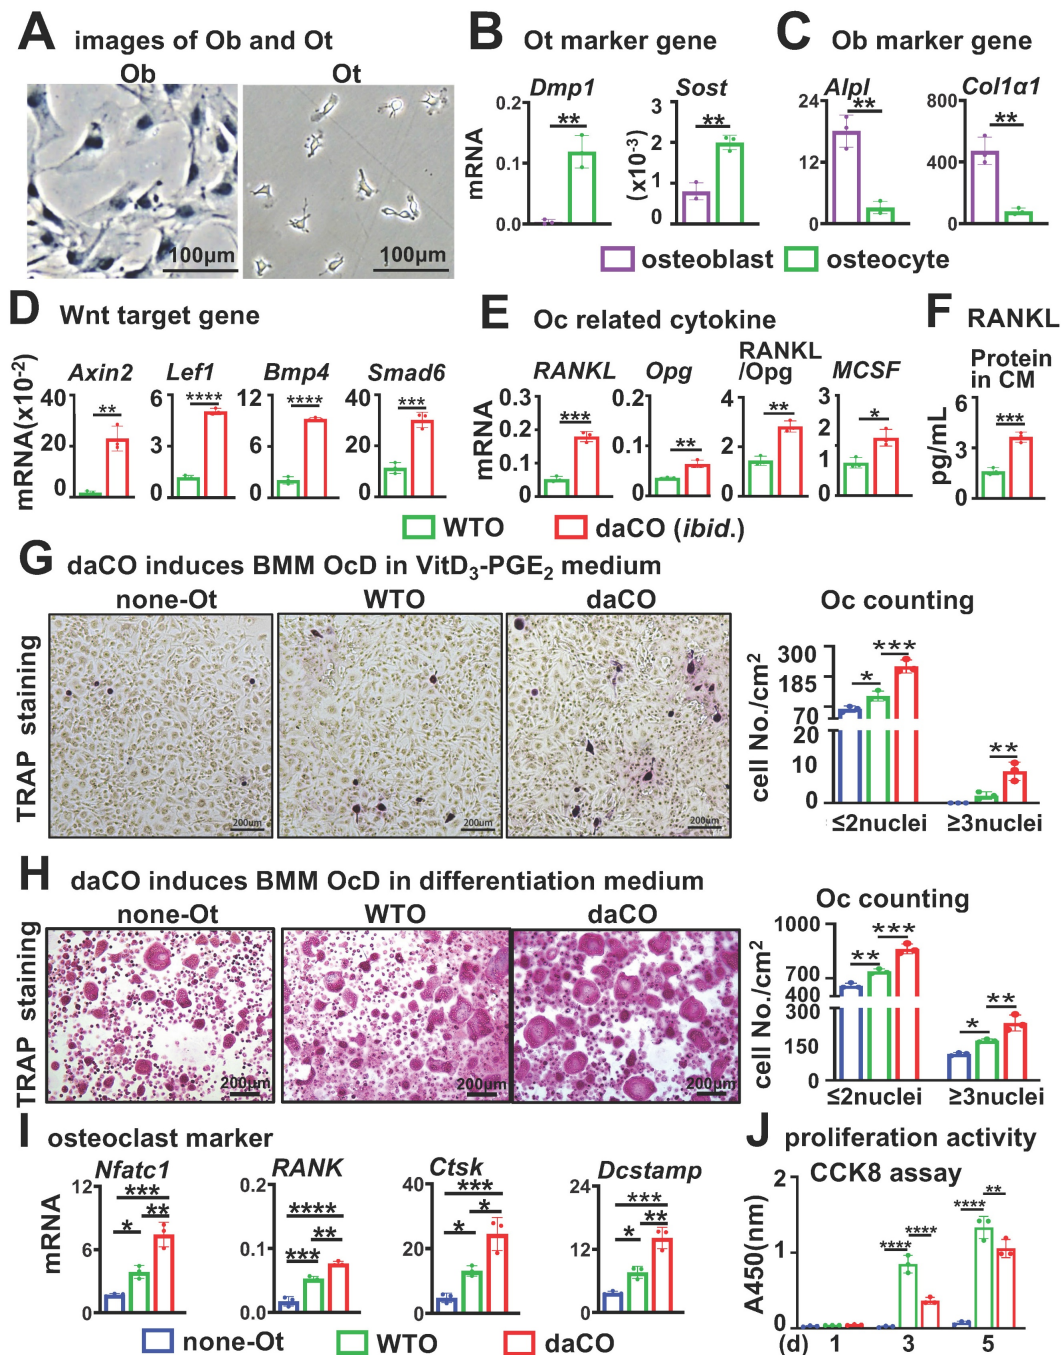 A images of Ob and Ot
Ob Ot
100μm 100μm
B Ot marker gene
Dmp1 Sost
mRNA
0.2
0.1
0.0
**
(x10-3)
3
2
1
0
**
C Ob marker gene
Alpl Col1α1
24
12
0
**
800
400
0
**
osteoblast osteocyte
D Wnt target gene
Axin2 Lef1 Bmp4 Smad6
mRNA(x10-2)
40
20
0
**
6
3
0
****
12
6
0
****
40
20
0
***
E Oc related cytokine
RANKL Opg RANKL/Opg MCSF
mRNA
0.3
0.2
0.1
0
***
0.2
0.1
0
**
4
2
0
**
3
2
1
0
*
F RANKL
Protein
in CM
pg/mL
6
3
0
***
WTO daCO (ibid.)
G daCO induces BMM OcD in VitD3-PGE2 medium
none-Ot WTO daCO
TRAP staining
200μm 200μm 200μm
Oc counting
cell No./cm2
300
185
70
20
10
0
* *** **
≤2nuclei ≥3nuclei
H daCO induces BMM OcD in differentiation medium
none-Ot WTO daCO
TRAP staining
200μm 200μm 200μm
Oc counting
cell No./cm2
1000
700
400
300
150
0
** *** * **
≤2nuclei ≥3nuclei
I osteoclast marker
Nfatc1 RANK Ctsk Dcstamp
mRNA
12
6
0
***
* **
0.2
0.1
0.0
****
*** **
40
20
0
***
* *
24
12
0
***
* **
none-Ot WTO daCO
J proliferation activity
CCK8 assay
A450(nm)
2
1
0
**** ****
**** **
(d) 1 3 5